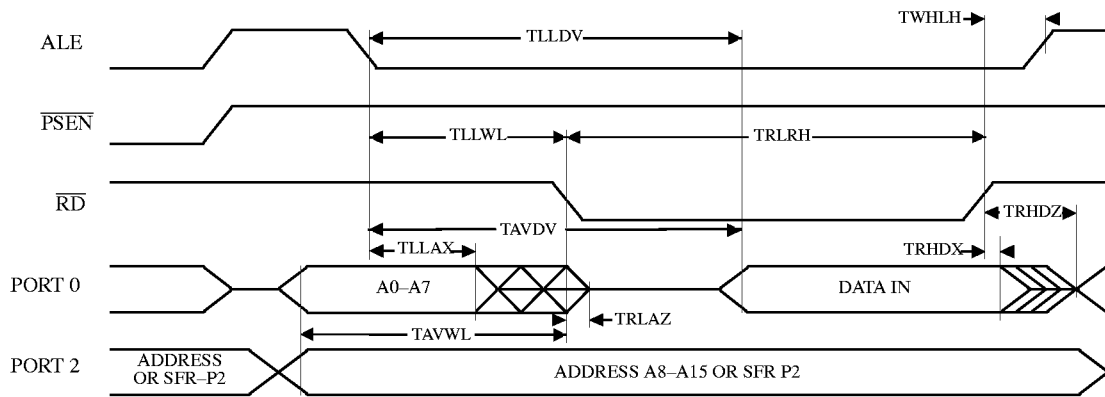 TWHLH
ALE
TLLDV
PSEN
TLLWL
TRLRH
RD
TAVDV
TRHDZ
TLLAX
TRHDX
PORT 0
A0–A7
DATA IN
TRLAZ
TAVWL
PORT 2
ADDRESS
OR SFR–P2
ADDRESS A8–A15 OR SFR P2